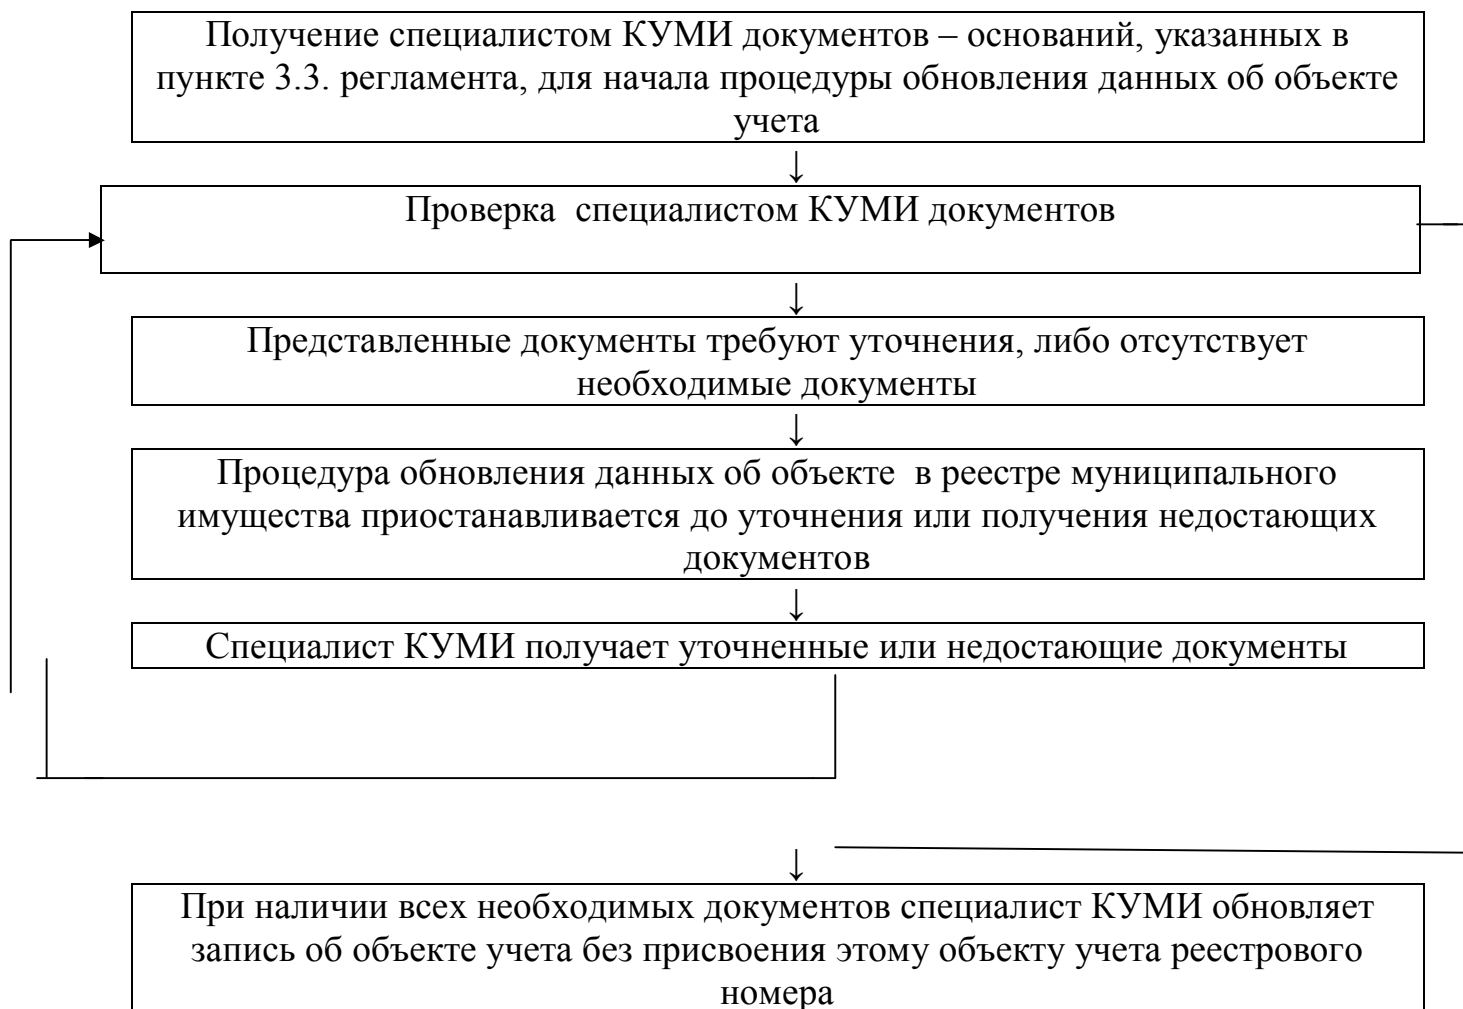 Получение специалистом КУМИ документов – оснований, указанных в
пункте 3.3. регламента, для начала процедуры обновления данных об объекте
учета
↓
Проверка  специалистом КУМИ документов
↓
Представленные документы требуют уточнения, либо отсутствует
необходимые документы
↓
Процедура обновления данных об объекте  в реестре муниципального
имущества приостанавливается до уточнения или получения недостающих
документов
↓
Специалист КУМИ получает уточненные или недостающие документы
↓
При наличии всех необходимых документов специалист КУМИ обновляет
запись об объекте учета без присвоения этому объекту учета реестрового
номера